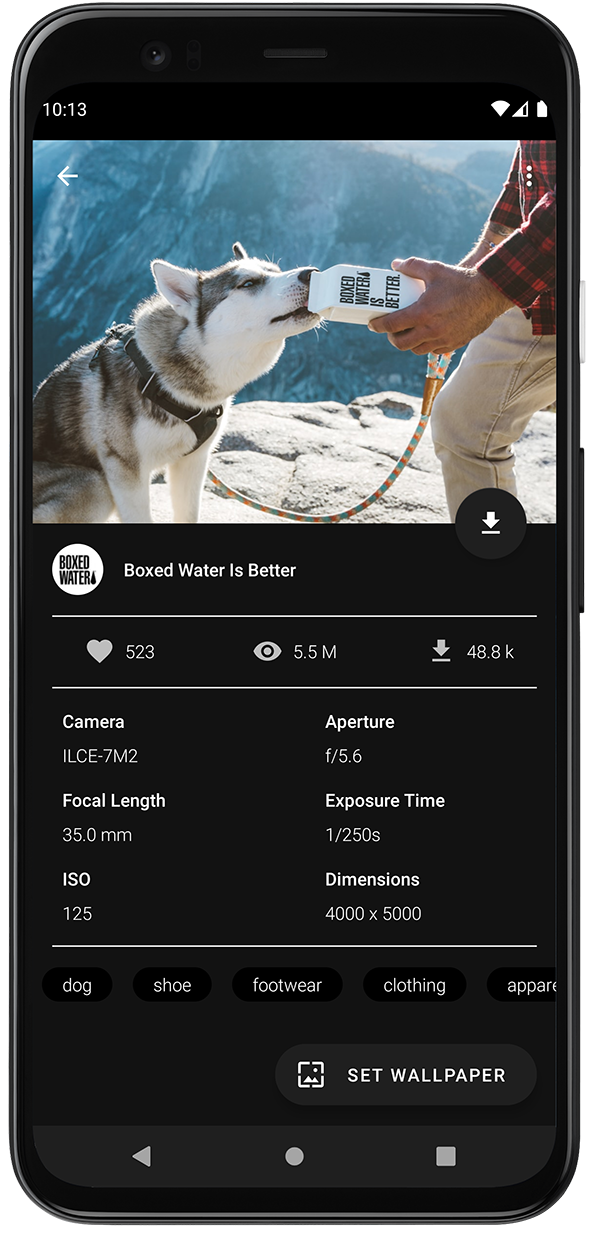 10:13
BOXED
WATER
IS
BETTER.
BOXED
WATER
Boxed Water Is Better
523 5.5 M 48.8 k
Camera Aperture
ILCE-7M2 f/5.6
Focal Length Exposure Time
35.0 mm 1/250s
ISO Dimensions
125 4000 x 5000
dog shoe footwear clothing appare
SET WALLPAPER